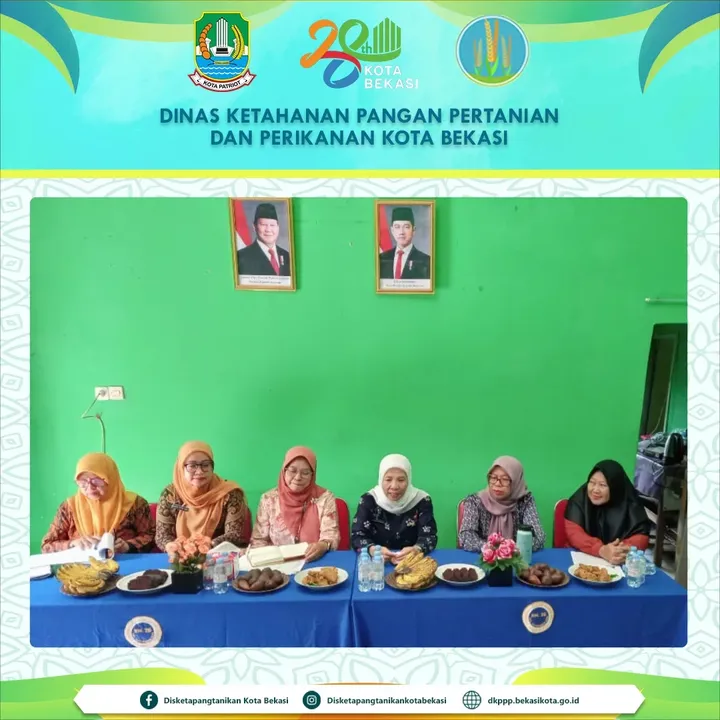 KOTA PATRIOT
28th
KOTA
BEKASI
DINAS KETAHANAN PANGAN PERTANIAN
DAN PERIKANAN KOTA BEKASI
Disketapangtanikan Kota Bekasi
Disketapangtanikankotabekasi
dkppp.bekasikota.go.id